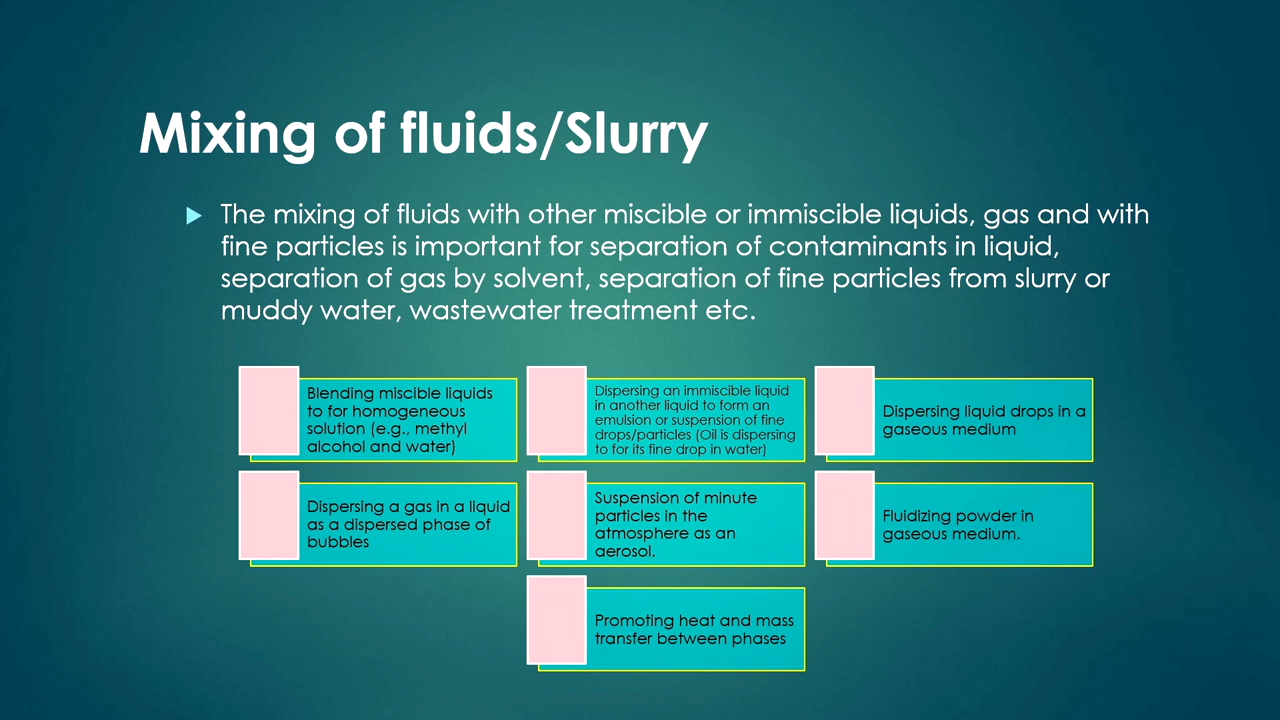 Mixing of fluids/Slurry
The mixing of fluids with other miscible or immiscible liquids, gas and with
fine particles is important for separation of contaminants in liquid,
separation of gas by solvent, separation of fine particles from slurry or
muddy water, wastewater treatment etc.
Blending miscible liquids
to for homogeneous
solution (e.g., methyl
alcohol and water)
Dispersing an immiscible liquid
in another liquid to form an
emulsion or suspension of fine
drops/particles (Oil is dispersing
to for its fine drop in water)
Dispersing liquid drops in a
gaseous medium
Dispersing a gas in a liquid
as a dispersed phase of
bubbles
Suspension of minute
particles in the
atmosphere as an
aerosol.
Fluidizing powder in
gaseous medium.
Promoting heat and mass
transfer between phases